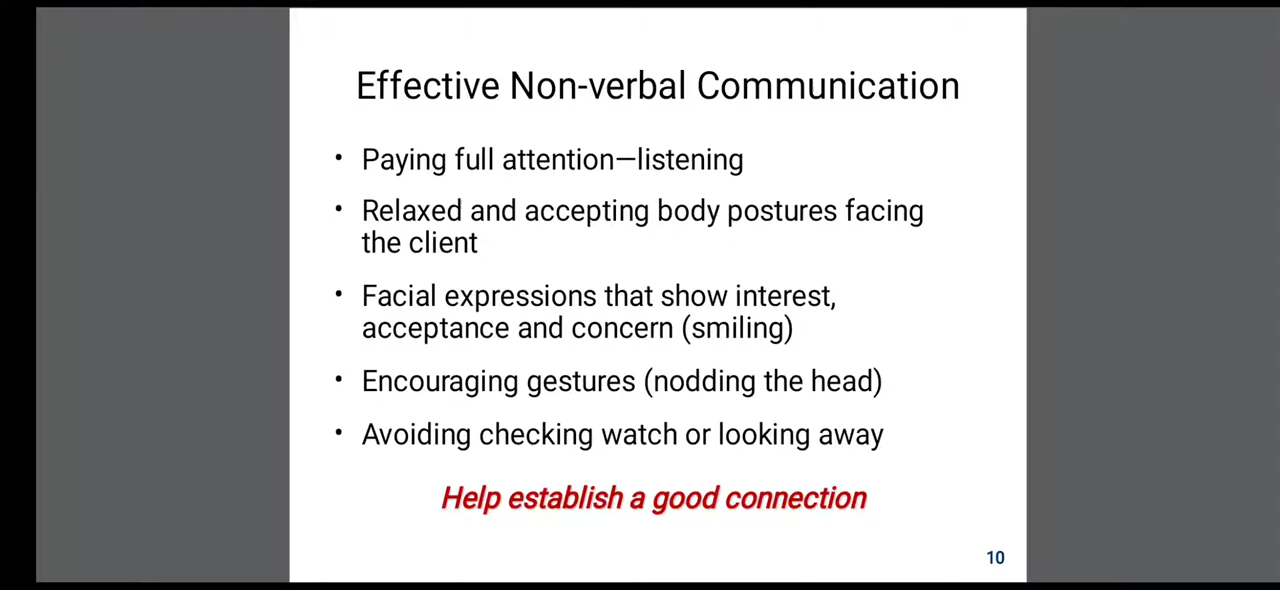 Effective Non-verbal Communication
• Paying full attention—listening
• Relaxed and accepting body postures facing
the client
• Facial expressions that show interest,
acceptance and concern (smiling)
• Encouraging gestures (nodding the head)
• Avoiding checking watch or looking away
Help establish a good connection
10